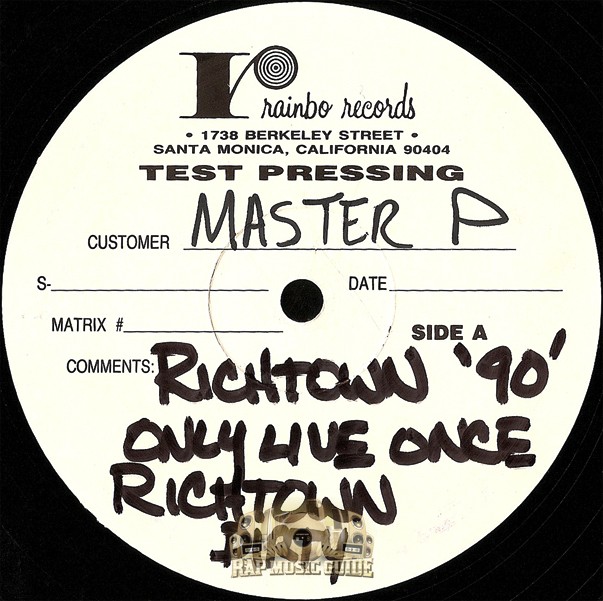 r
rainbo records
• 1738 BERKELEY STREET •
SANTA MONICA, CALIFORNIA 90404
TEST PRESSING
CUSTOMER MASTER P
S- DATE
MATRIX #
SIDE A
COMMENTS: RICHTOWN '90'
ONLY LIVE ONCE
RICHTOWN
RAP MUSIC GUIDE